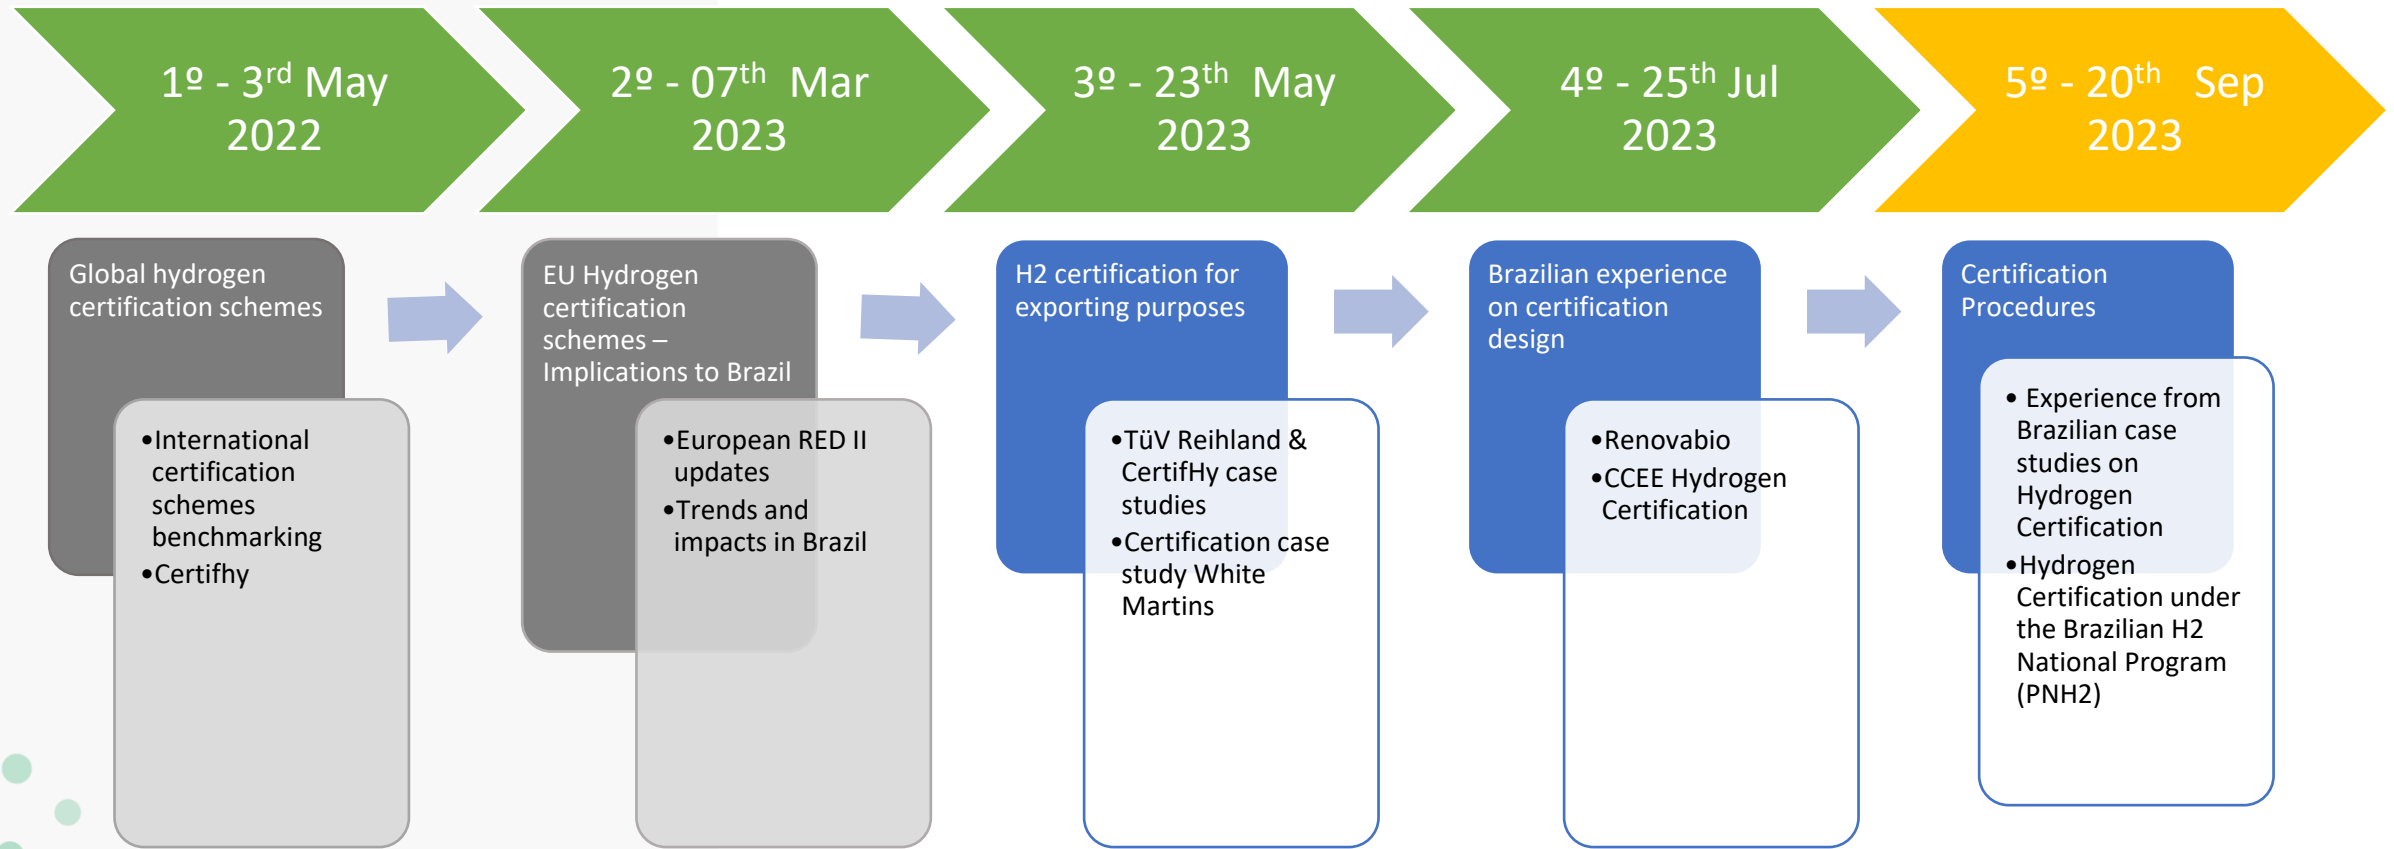 1º - 3rd May
2022
2º - 07th Mar
2023
3º - 23th May
2023
4º - 25th Jul
2023
5º - 20th Sep
2023
Global hydrogen
certification schemes
•International
certification
schemes
benchmarking
•Certifhy
EU Hydrogen
certification
schemes –
Implications to Brazil
•European RED II
updates
•Trends and
impacts in Brazil
H2 certification for
exporting purposes
•TüV Reihland &
CertifHy case
studies
•Certification case
study White
Martins
Brazilian experience
on certification
design
•Renovabio
•CCEE Hydrogen
Certification
Certification
Procedures
• Experience from
Brazilian case
studies on
Hydrogen
Certification
•Hydrogen
Certification under
the Brazilian H2
National Program
(PNH2)